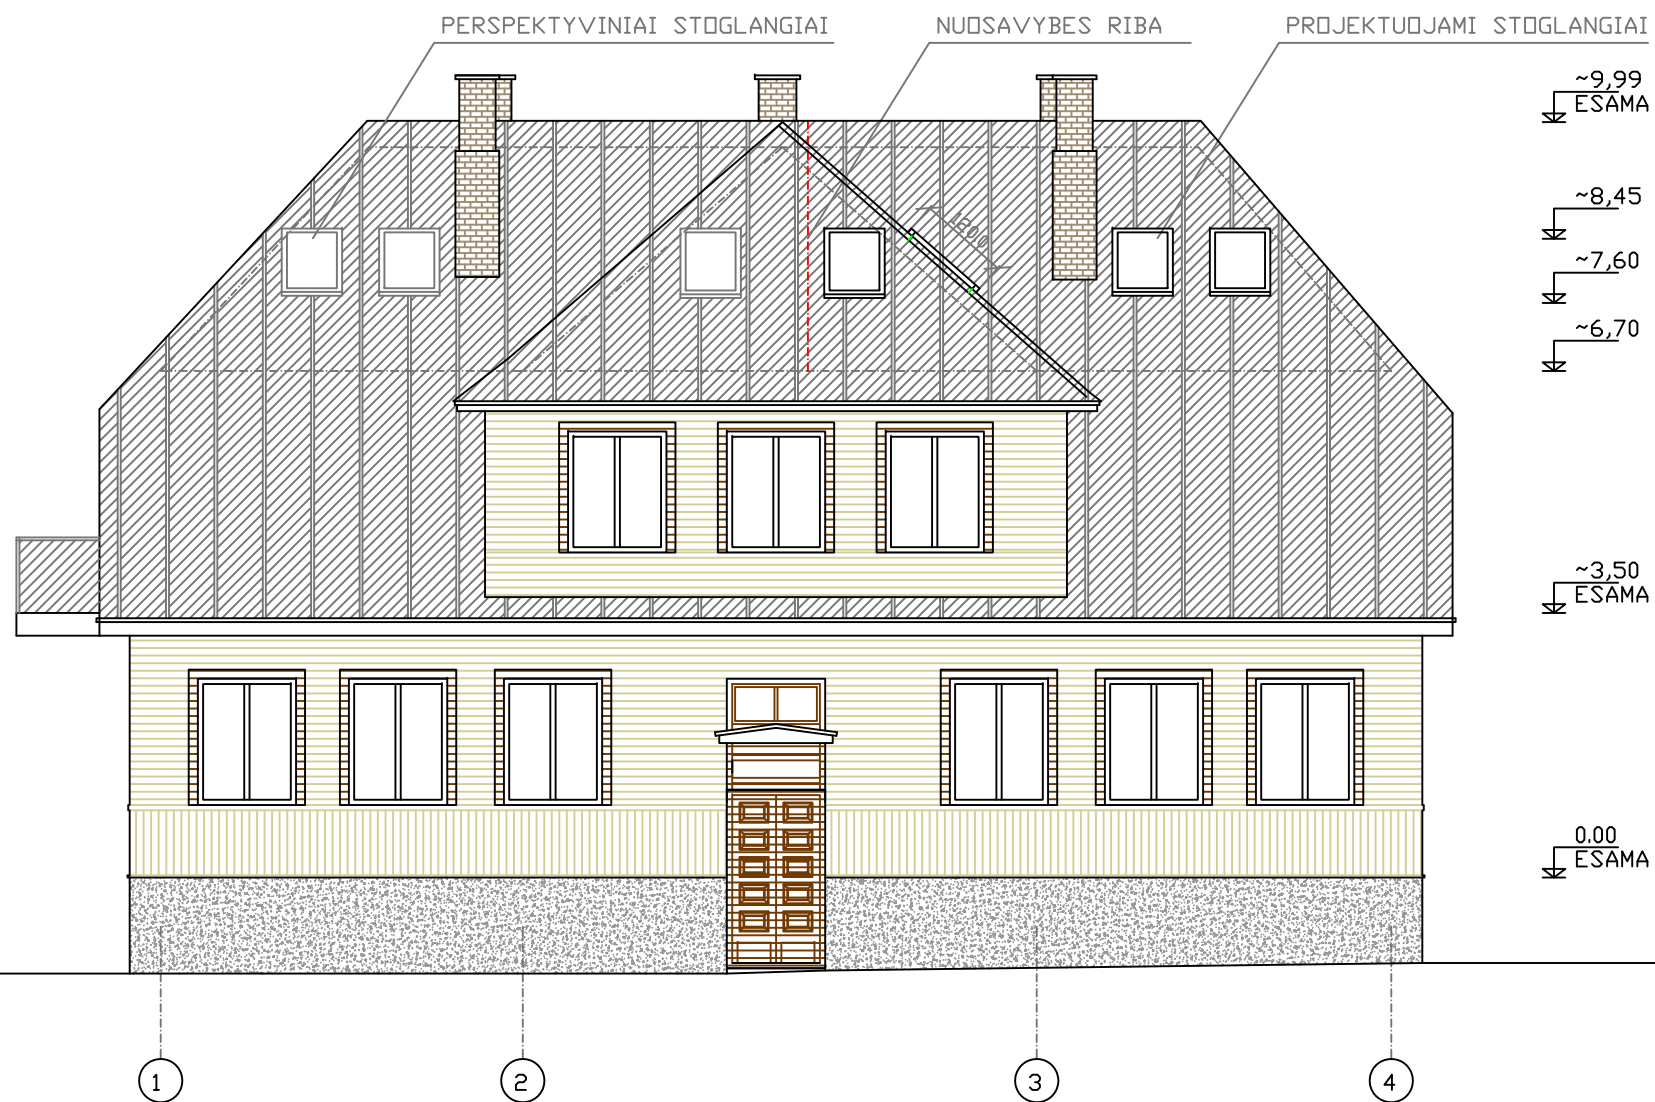 PERSPEKTYVINIAI STOGLANGIAI
NUOSAVYBES RIBA
PROJEKTUOJAMI STOGLANGIAI
~9,99
ESAMA
~8,45
1200
~7,60
~6,70
~3,50
ESAMA
0.00
ESAMA
1
2
3
4